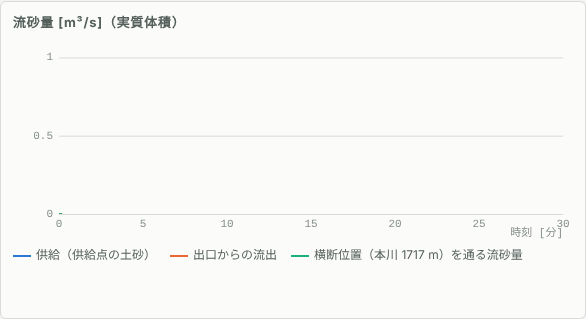 流砂量 [m³/s]（実質体積）
1
0.5
0
0 5 10 15 20 25 30
時刻 [分]
供給（供給点の土砂） 出口からの流出 横断位置（本川 1717 m）を通る流砂量